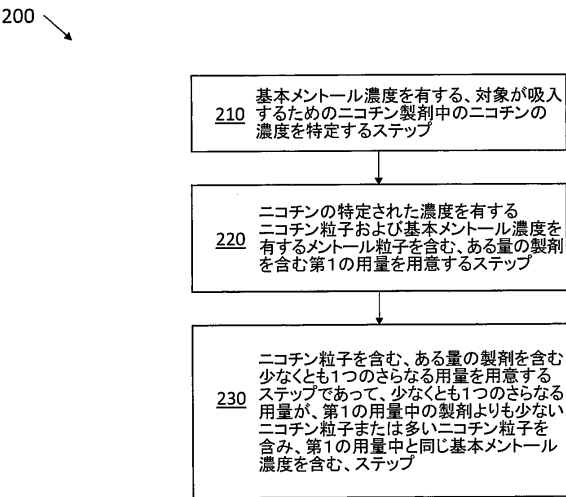 200
210
基本メントール濃度を有する、対象が吸入
するためのニコチン製剤中のニコチンの
濃度を特定するステップ
220
ニコチンの特定された濃度を有する
ニコチン粒子および基本メントール濃度を
有するメントール粒子を含む、ある量の製剤
を含む第1の用量を用意するステップ
230
ニコチン粒子を含む、ある量の製剤を含む
少なくとも1つのさらなる用量を用意する
ステップであって、少なくとも1つのさらなる
用量が、第1の用量中の製剤よりも少ない
ニコチン粒子または多いニコチン粒子を
含み、第1の用量中と同じ基本メントール
濃度を含む、ステップ